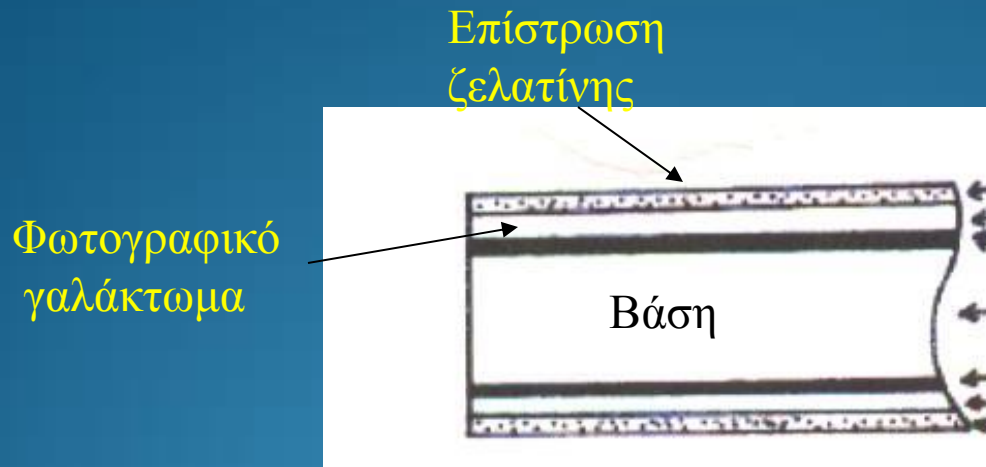 Επίστρωση
ζελατίνης
Φωτογραφικό
γαλάκτωμα
Βάση